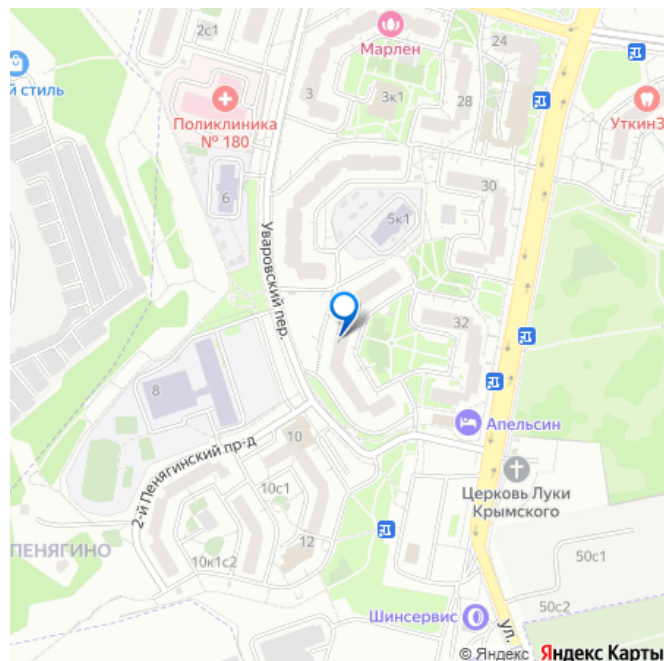 2с1
Марлен
24
й стиль
3
3к1
28
Поликлиника
№ 180
УткинЗ
6
30
5к1
Уваровский пер.
32
8
Апельсин
10
2-й Пенягинский пр-д
Церковь Луки
Крымского
10с1
ПЕНЯГИНО
12
10к1с2
50с1
50с2
Шинсервис
ул.
© Яндекс Яндекс Карты